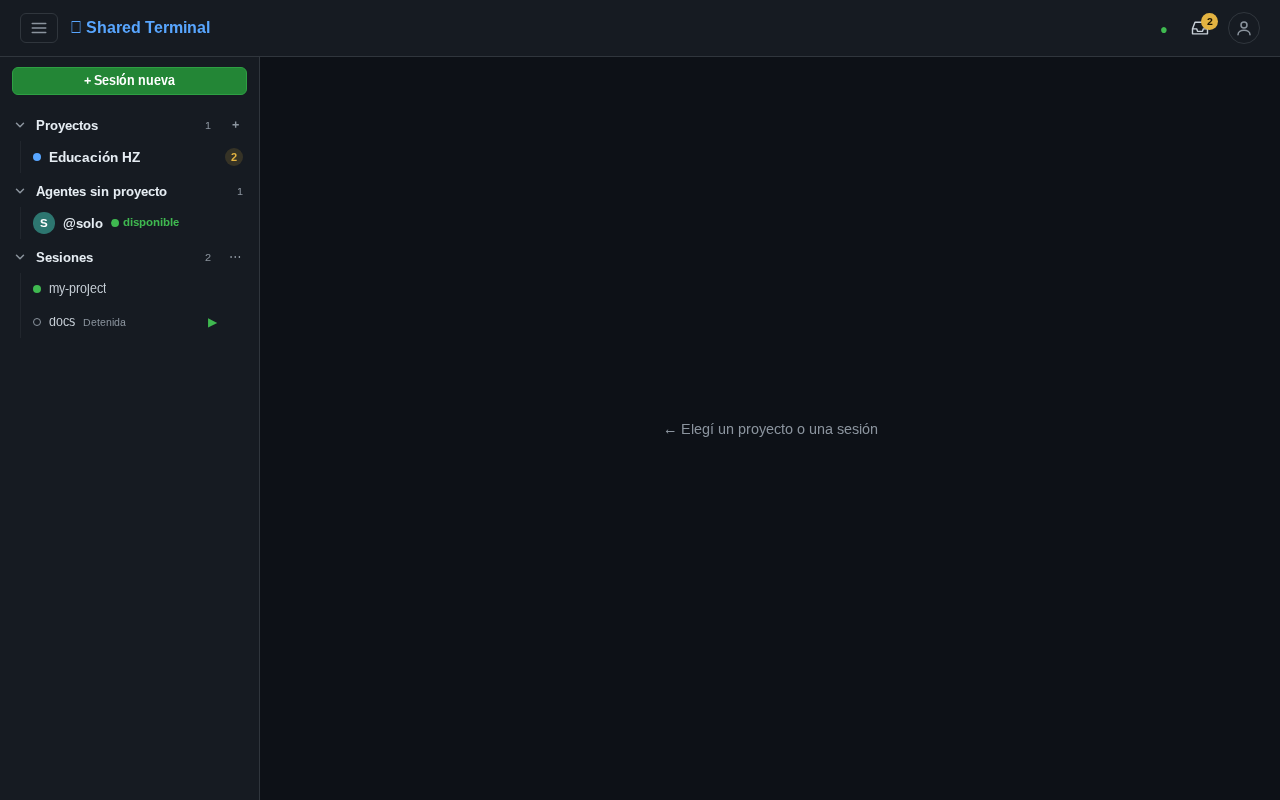 Shared Terminal
2
+ Sesión nueva
Proyectos 1 +
Educación HZ 2
Agentes sin proyecto 1
S @solo disponible
Sesiones 2 ⋯
my-project
docs Detenida ▶
← Elegí un proyecto o una sesión